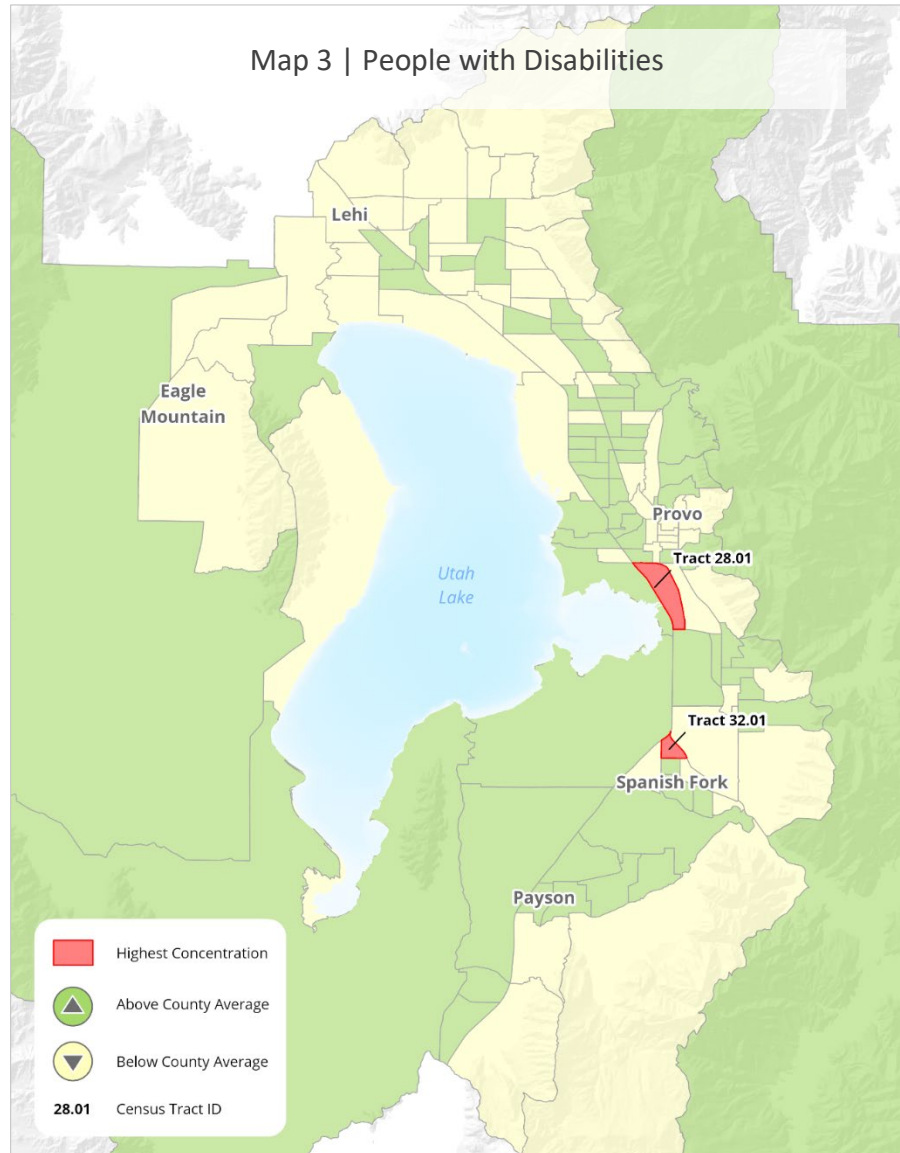 Map 3 | People with Disabilities
Lehi
Eagle
Mountain
Provo
Tract 28.01
Utah
Lake
Tract 32.01
Spanish Fork
Payson
Highest Concentration
Above County Average
Below County Average
28.01 Census Tract ID